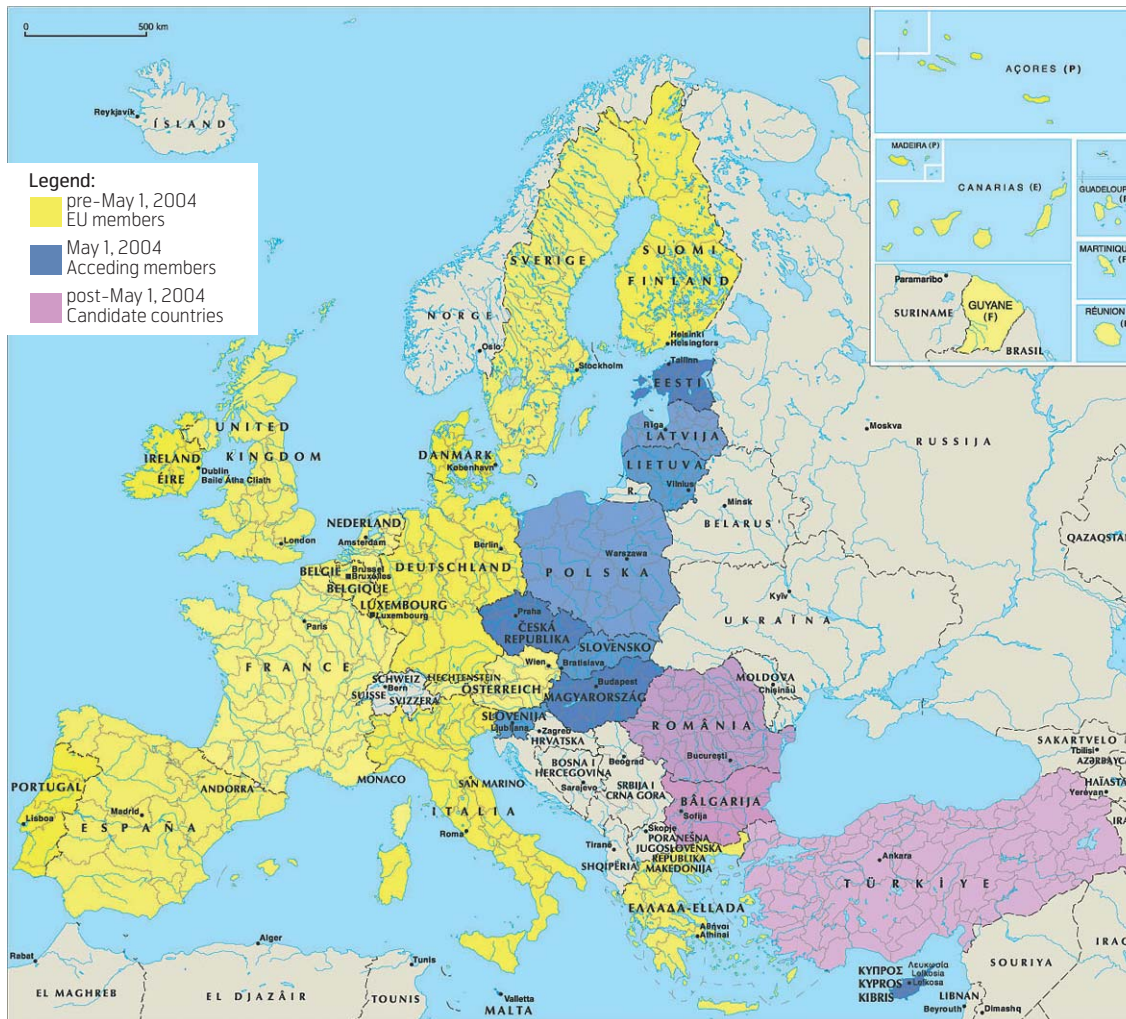 0 500 km
Reykjavík
ÍSLAND
Legend:
pre–May 1, 2004
EU members
May 1, 2004
Acceding members
post–May 1, 2004
Candidate countries
AÇORES (P)
MADEIRA (P)
CANARIAS (E)
MARTINIQUE
Paramaribo
SURINAME
GUYANE
(F)
BRASIL
RÉUNION
SVERIGE
SUOMI
FINLAND
NORGE
Oslo
Helsinki
Helsingfors
Stockholm
Tallinn
EESTI
Rīga
LATVIJA
LIETUVA
Vilnius
R.
Moskva
RUSSIJA
Minsk
BELARUS'
QAZAQSTAN
UNITED
KINGDOM
IRELAND
ÉIRE
Dublin
Baile Átha Cliath
London
DANMARK
København
NEDERLAND
Amsterdam
BELGIË
Brussel
Bruxelles
BELGIQUE
LUXEMBOURG
Luxembourg
Berlin
DEUTSCHLAND
Warszawa
POLSKA
Praha
ČESKÁ
REPUBLIKA
SLOVENSKO
Bratislava
Kyïv
UKRAÏNA
Paris
FRANCE
SCHWEIZ
Bern
SUISSE
SVIZZERA
LIECHTENSTEIN
Wien
ÖSTERREICH
Budapest
MAGYARORSZÁG
MOLDOVA
Chişinău
SLOVENIJA
Ljubljana
Zagreb
HRVATSKA
ROMÂNIA
Bucureşti
BOSNA I
HERCEGOVINA
Sarajevo
Beograd
SRBIJA I
CRNA GORA
BÂLGARIJA
Sofija
SAKARTVELO
Tbilisi
HAÏASTAN
Yerevan
PORTUGAL
Lisboa
Madrid
ESPAÑA
ANDORRA
MONACO
SAN MARINO
ITALIA
Roma
Tiranë
SHQIPËRIA
Skopje
PORANEŠNA
JUGOSLOVENSKA
REPUBLIKA
MAKEDONIJA
ΕΛΛΑΔΑ-ELLADA
Αθήναι
Athinai
Ankara
TÜRKİYE
Rabat
EL MAGHREB
Alger
EL DJAZÂIR
Tunis
TOUNIS
Valletta
MALTA
ΚΥΠΡΟΣ
KYPROS
KIBRIS
Λευκωσία
Lefkosia
Lefkosa
LIBNAN
Beyrouth
Dimashq
SOURIYA
IRAQ